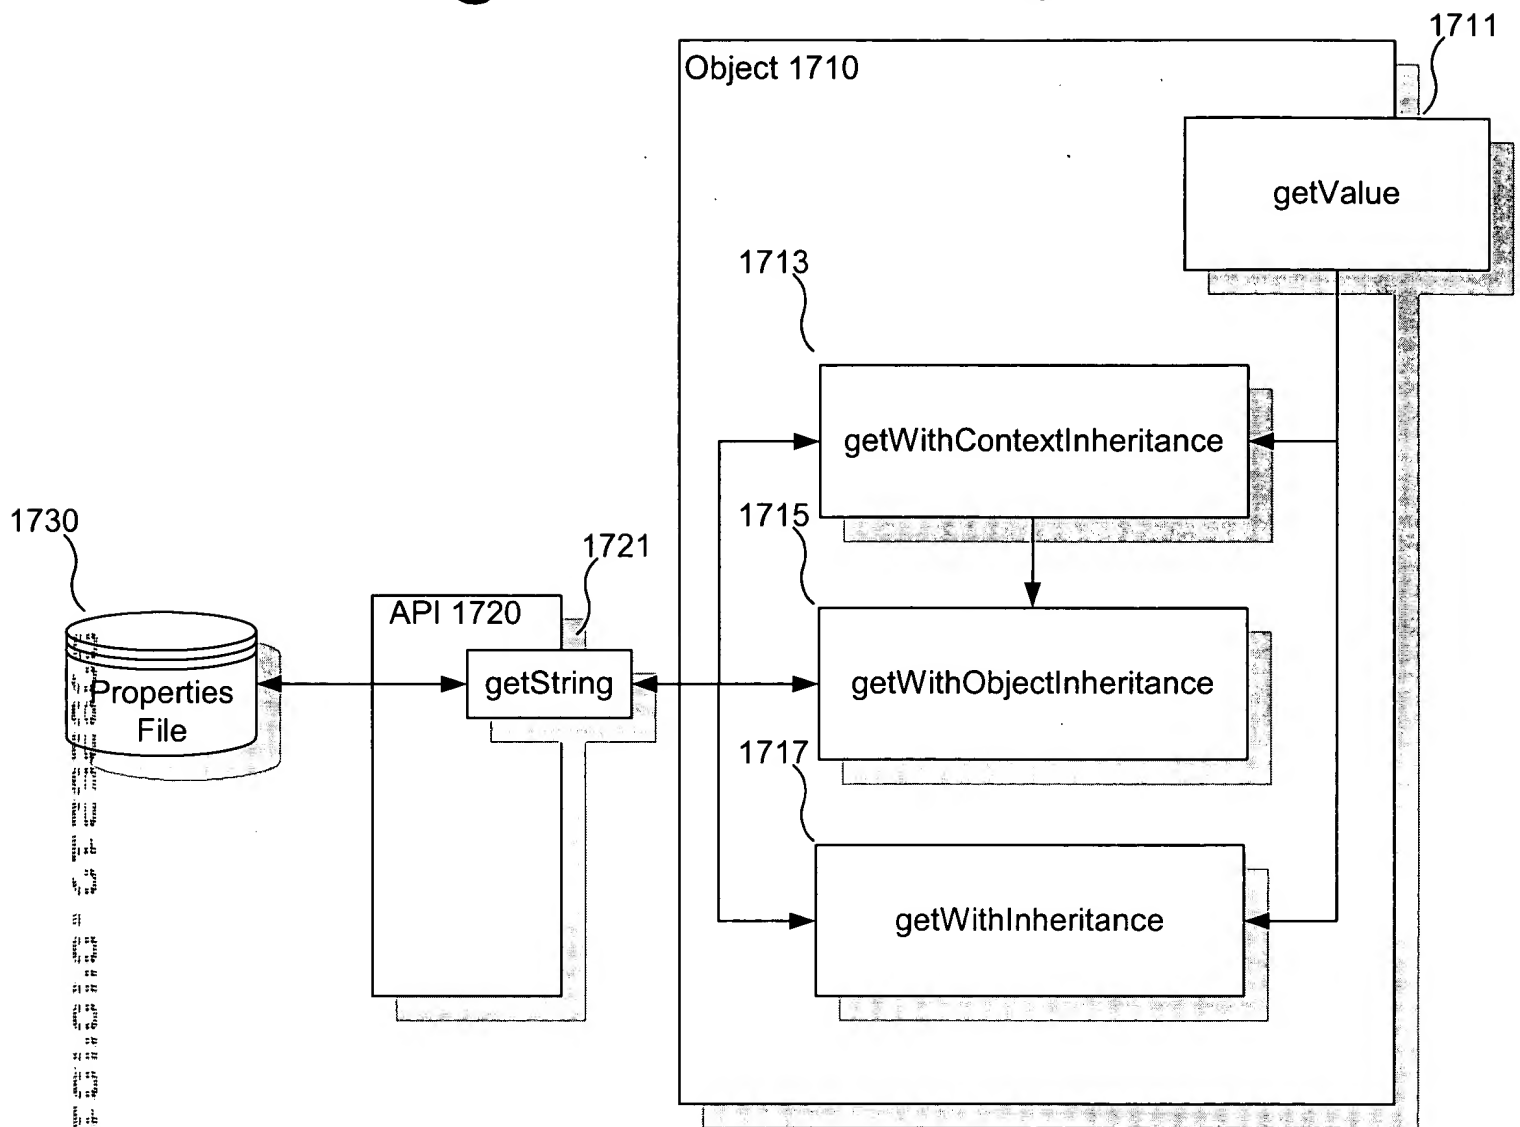 1711
Object 1710
getValue
1713
getWithContextInheritance
1715
1730
1721
API 1720
getString
getWithObjectInheritance
Properties
File
1717
getWithInheritance